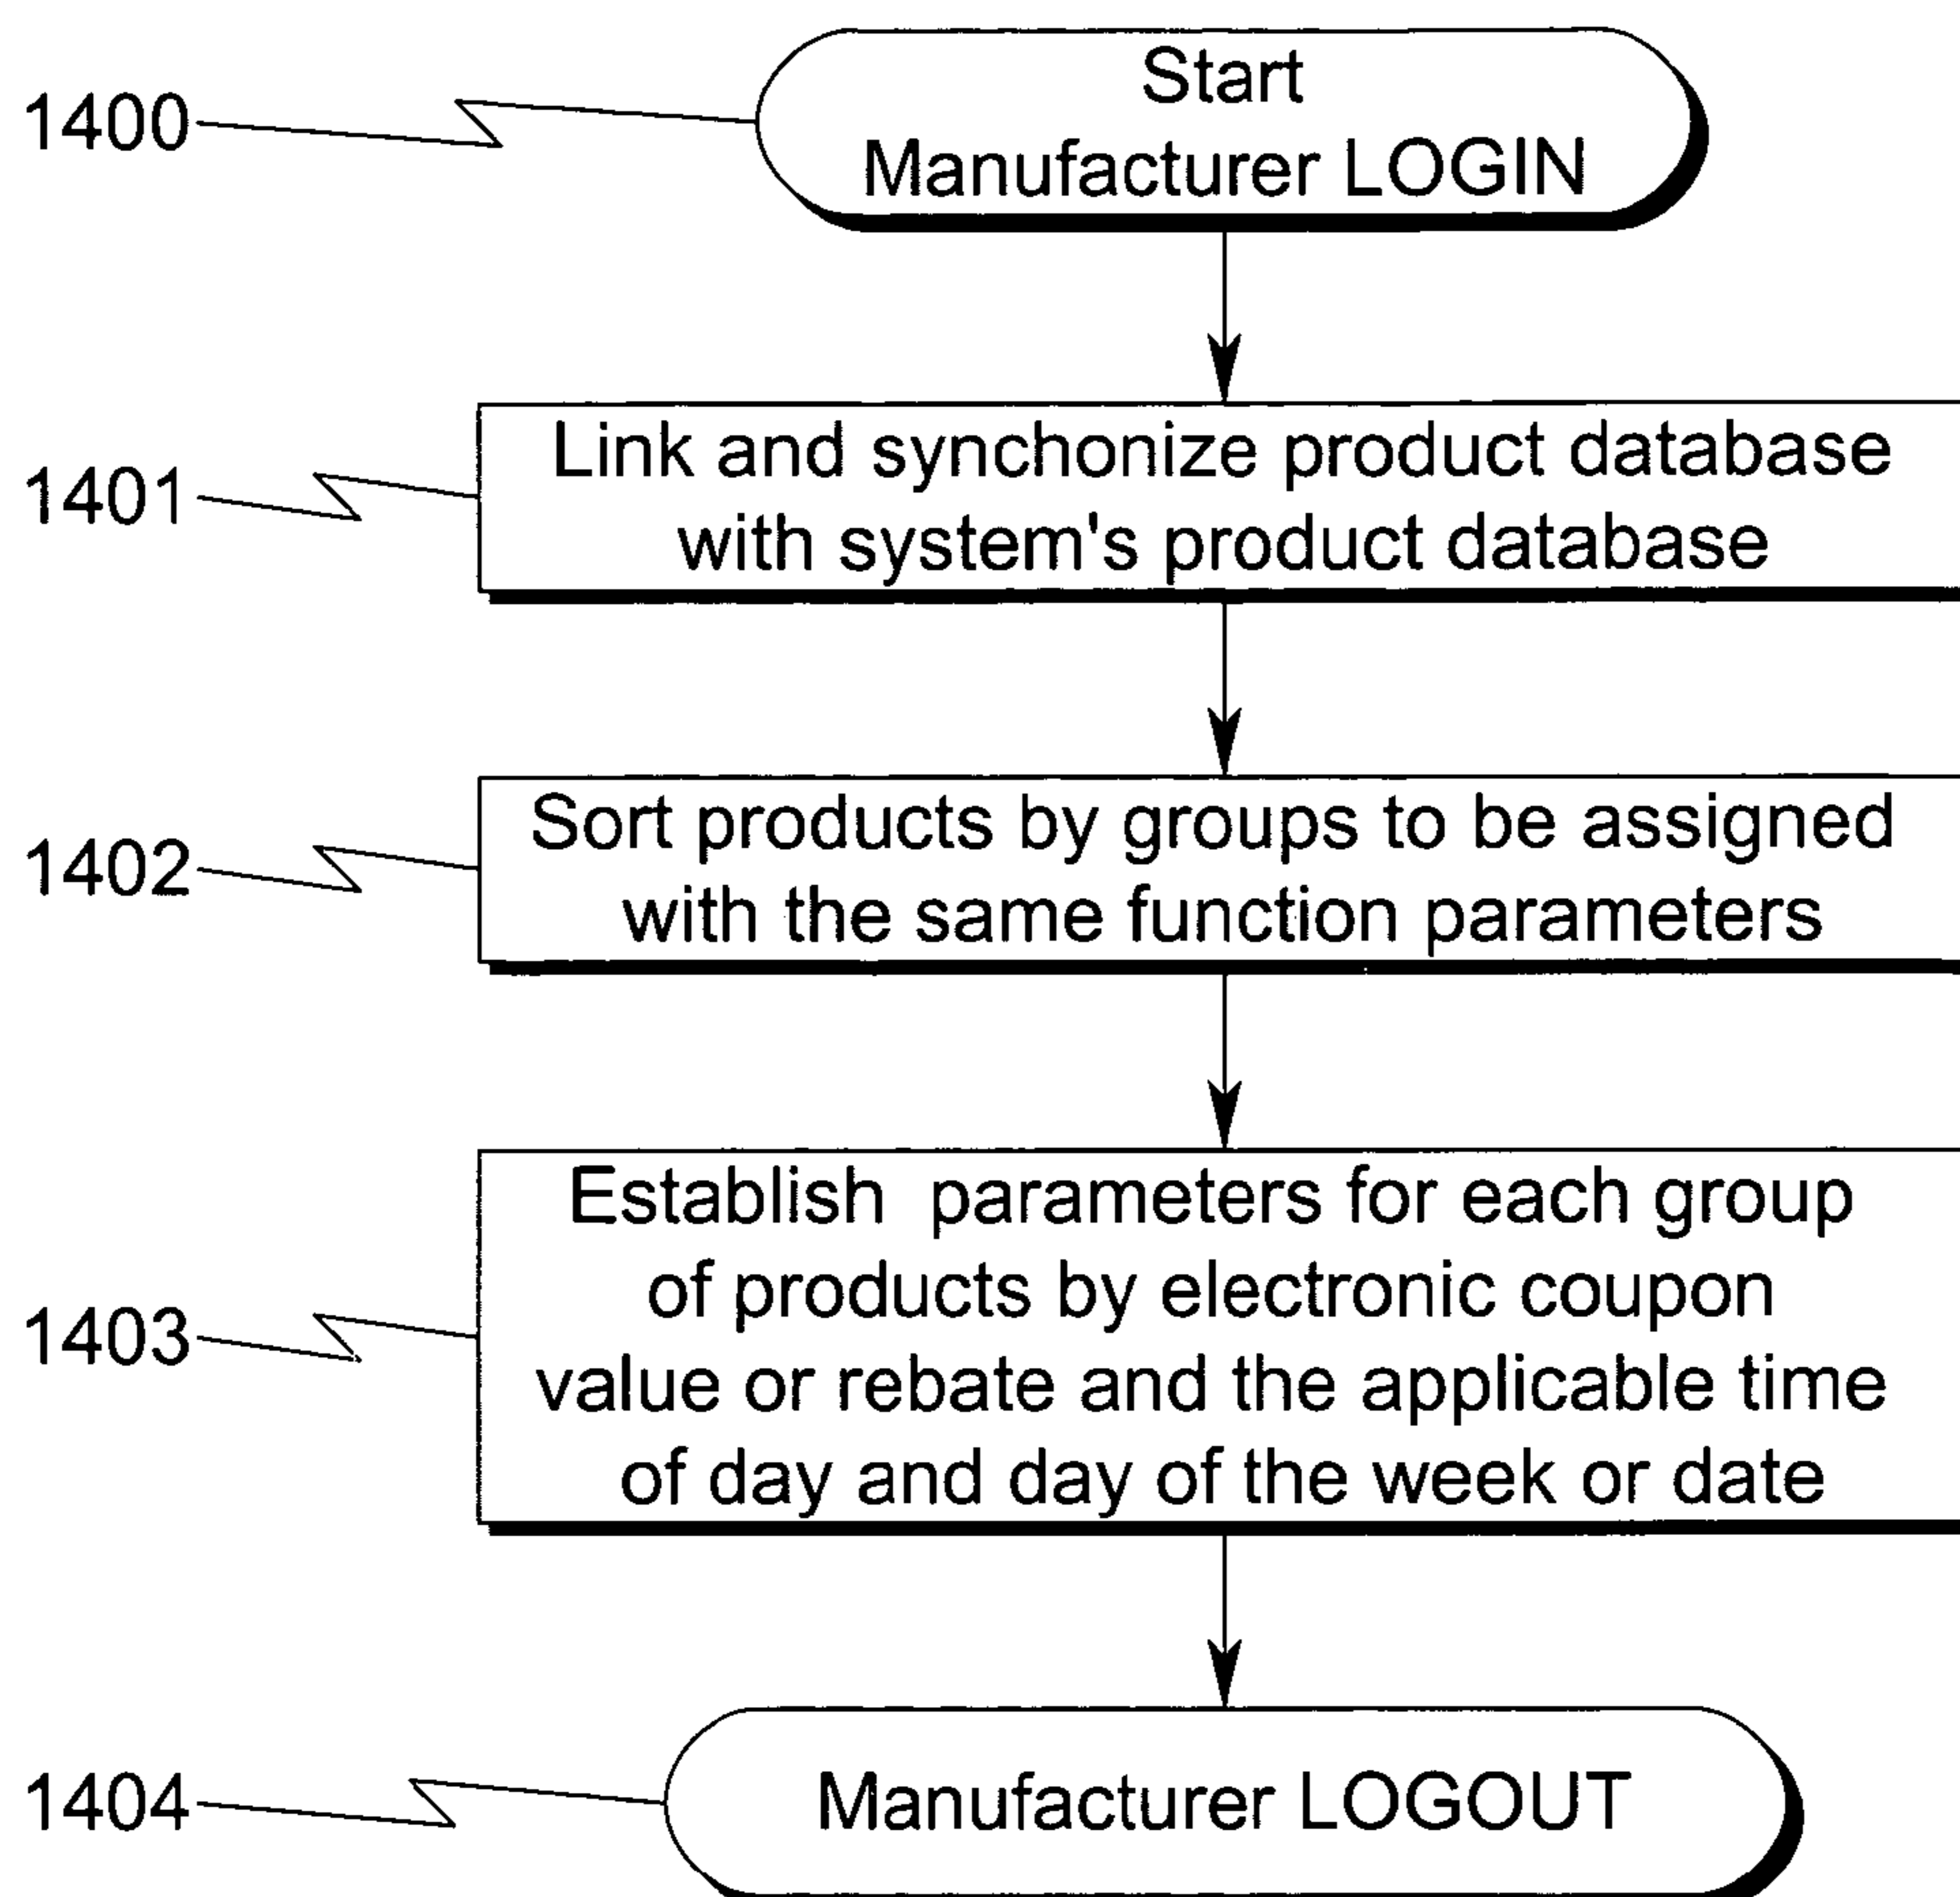 1400
Start
Manufacturer LOGIN
1401
Link and synchonize product database
with system's product database
1402
Sort products by groups to be assigned
with the same function parameters
1403
Establish parameters for each group
of products by electronic coupon
value or rebate and the applicable time
of day and day of the week or date
1404
Manufacturer LOGOUT